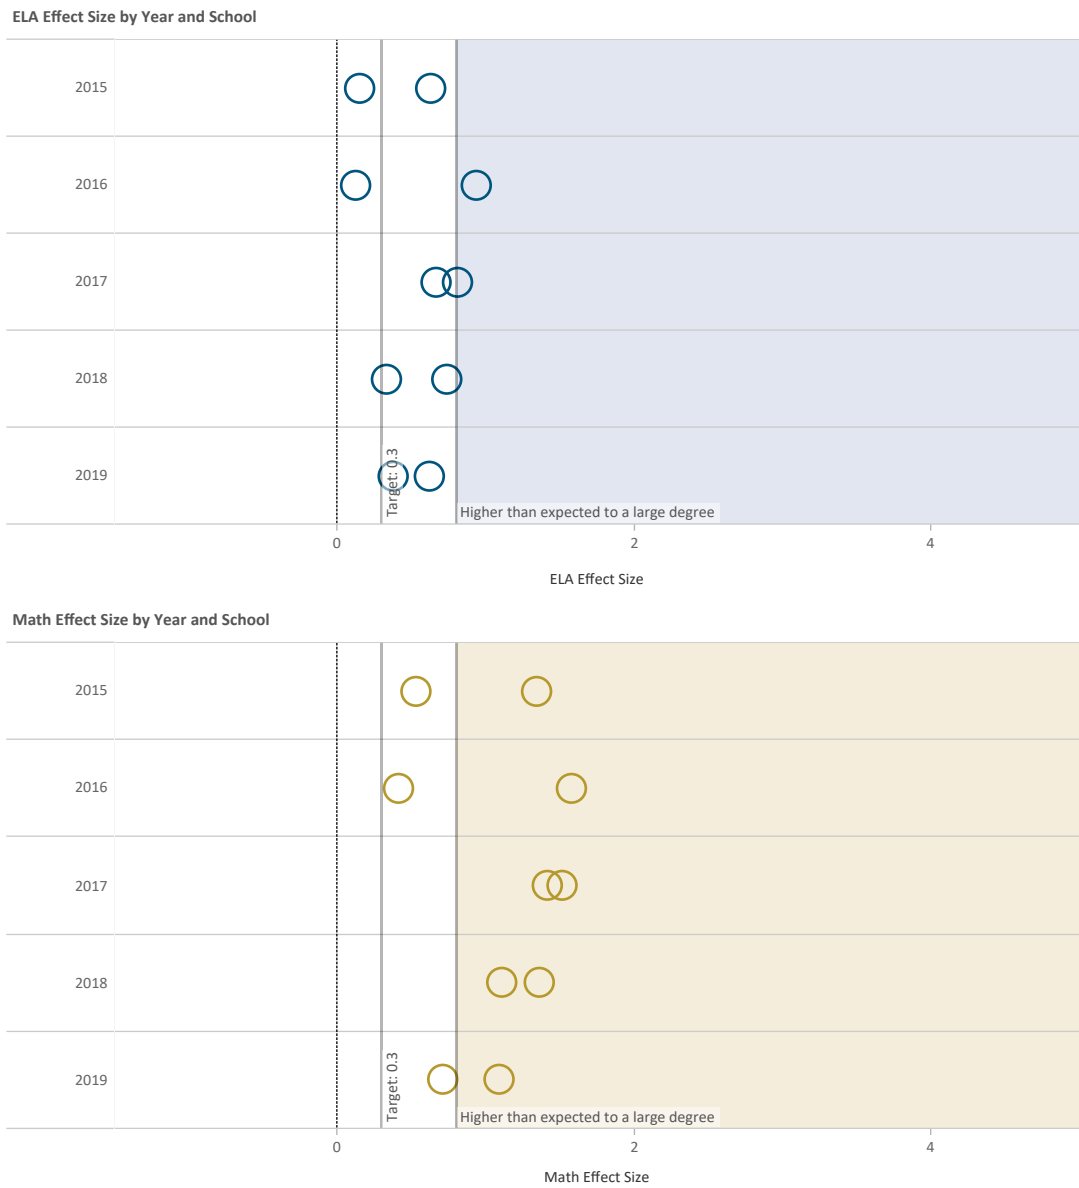 ELA Effect Size by Year and School
2015
2016
2017
2018
2019
Target: 0.3
Higher than expected to a large degree
0
2
4
ELA Effect Size
Math Effect Size by Year and School
2015
2016
2017
2018
2019
Target: 0.3
Higher than expected to a large degree
0
2
4
Math Effect Size